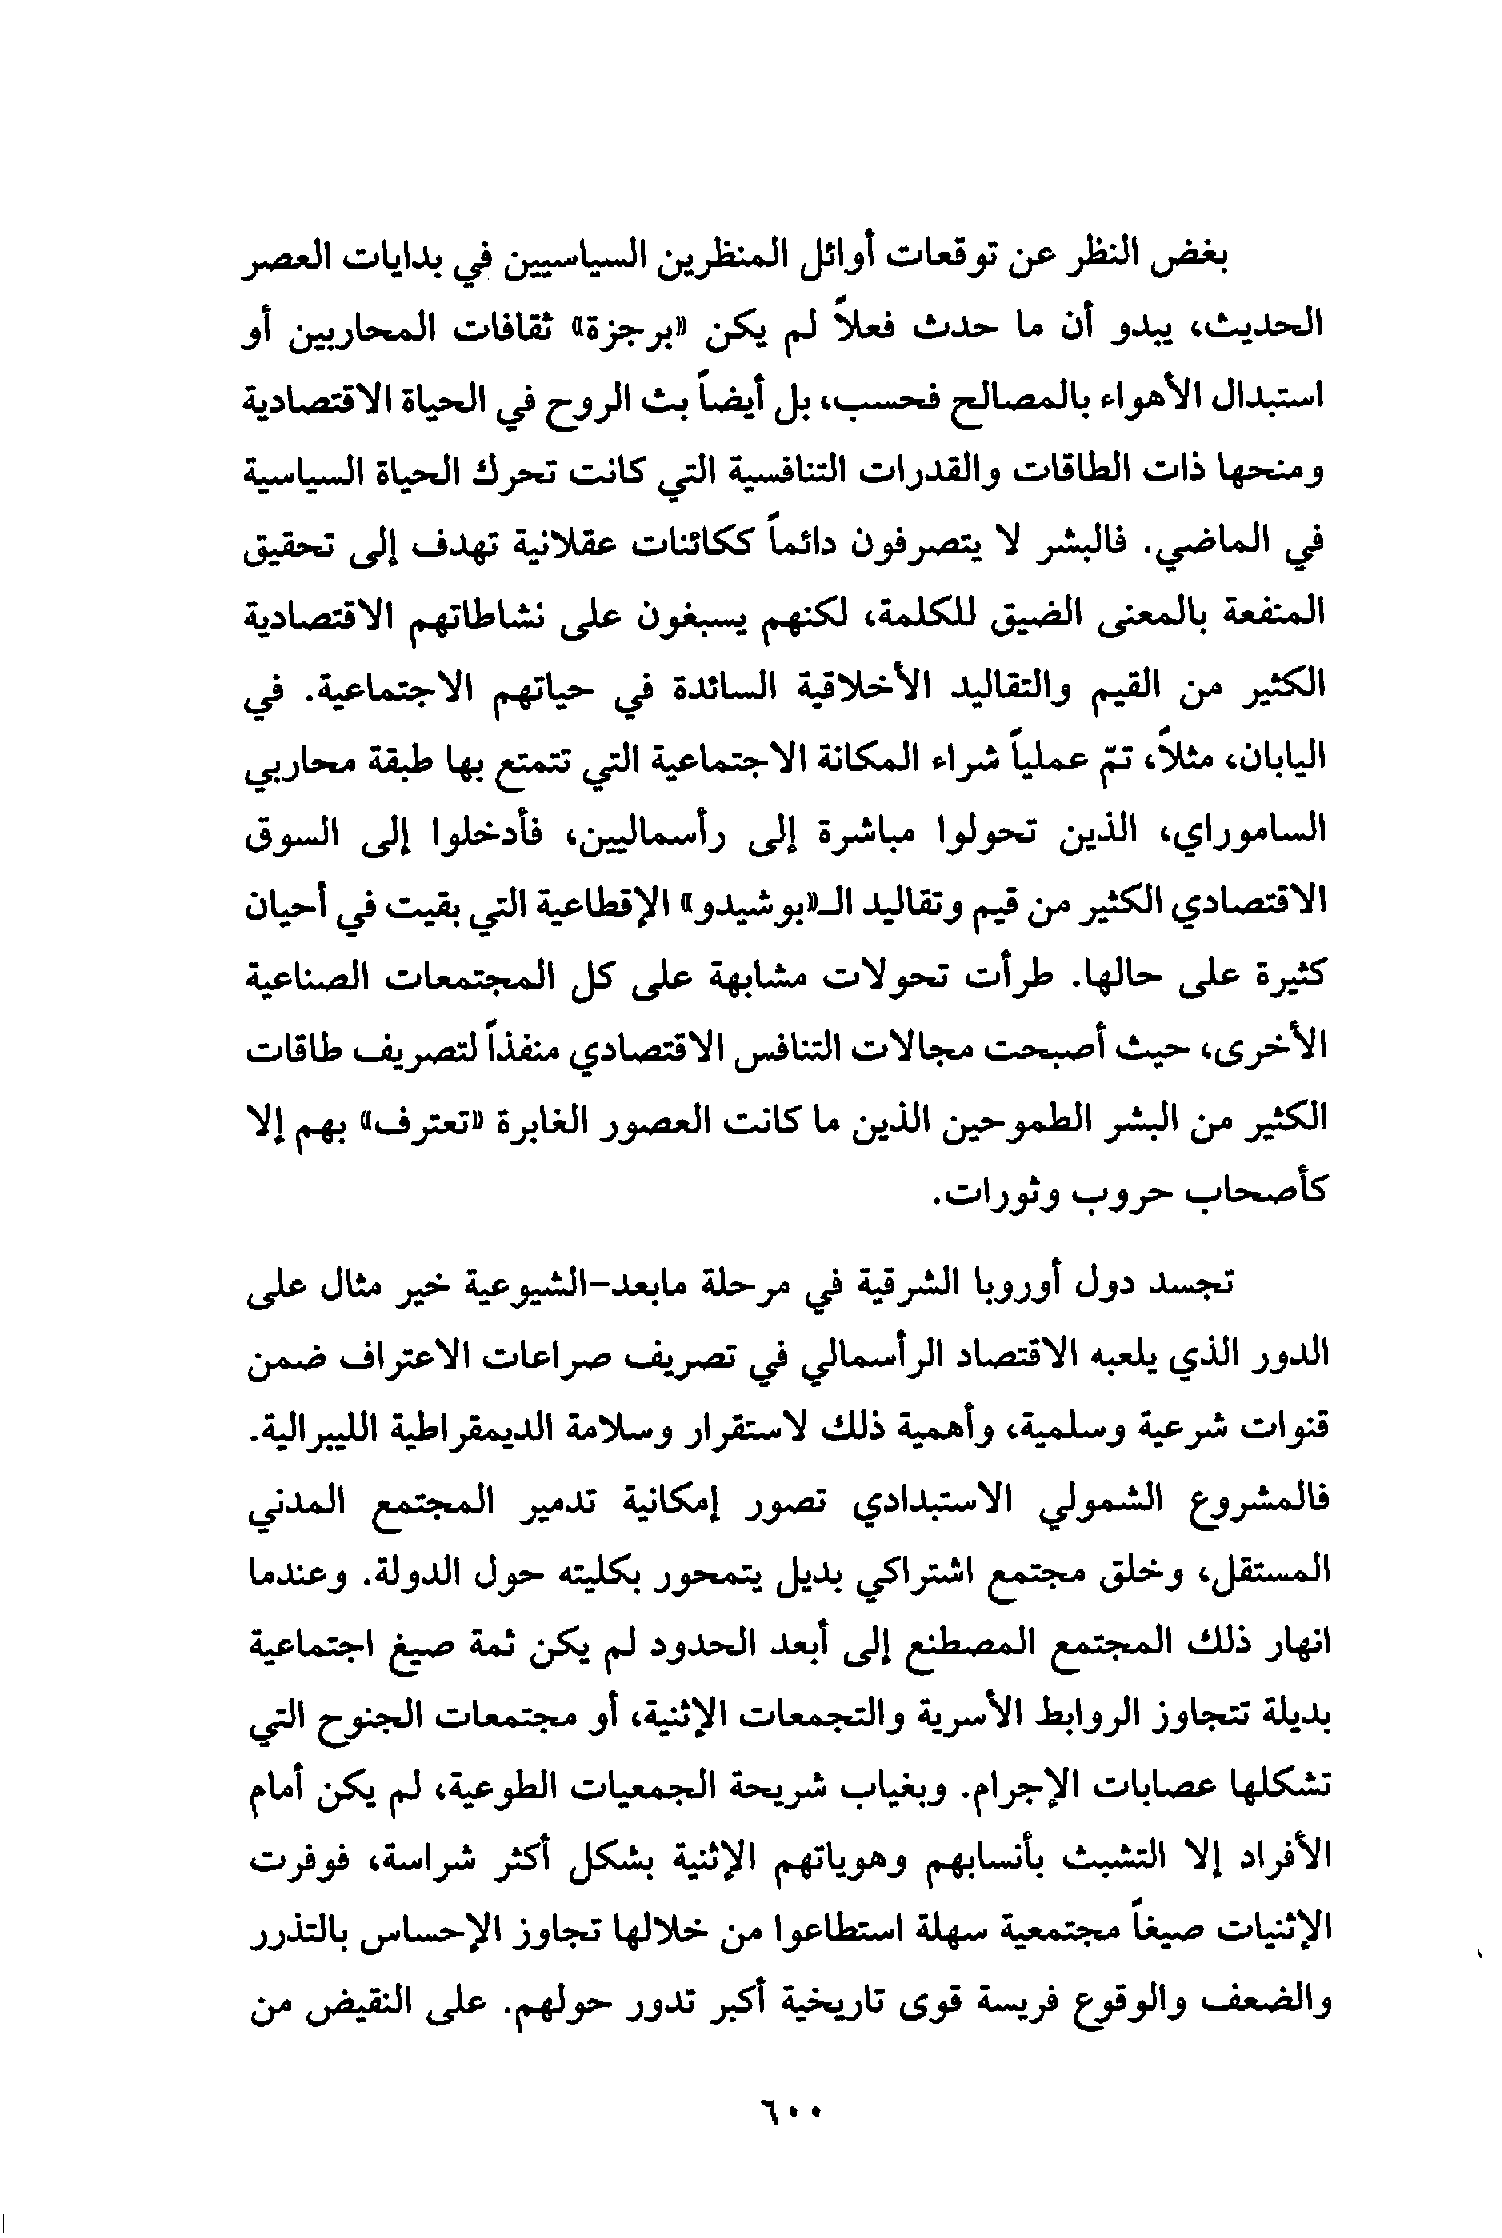 بغض النظر عن توقعات أوائل المنظرين السياسيين في بدايات العصر
الحديث، يبدو أن ما حدث فعلاً لم يكن «برجزة» ثقافات المحاربين أو
استبدال الأهواء بالمصالح فحسب، بل أيضاً بث الروح في الحياة الاقتصادية
ومنحها ذات الطاقات والقدرات التنافسية التي كانت تحرك الحياة السياسية
في الماضي. فالبشر لا يتصرفون دائماً ككائنات عقلانية تهدف إلى تحقيق
المنفعة بالمعنى الضيق للكلمة، لكنهم يسبغون على نشاطاتهم الاقتصادية
الكثير من القيم والتقاليد الأخلاقية السائدة في حياتهم الاجتماعية. في
اليابان، مثلاً، تمّ عملياً شراء المكانة الاجتماعية التي تتمتع بها طبقة محاربي
الساموراي، الذين تحولوا مباشرة إلى رأسماليين، فأدخلوا إلى السوق
الاقتصادي الكثير من قيم وتقاليد الـ«بوشيدو» الإقطاعية التي بقيت في أحيان
كثيرة على حالها. طرأت تحولات مشابهة على كل المجتمعات الصناعية
الأخرى، حيث أصبحت مجالات التنافس الاقتصادي منفذاً لتصريف طاقات
الكثير من البشر الطموحين الذين ما كانت العصور الغابرة «تعترف» بهم إلا
كأصحاب حروب وثورات.
تجسد دول أوروبا الشرقية في مرحلة مابعد-الشيوعية خير مثال على
الدور الذي يلعبه الاقتصاد الرأسمالي في تصريف صراعات الاعتراف ضمن
قنوات شرعية وسلمية، وأهمية ذلك لاستقرار وسلامة الديمقراطية الليبرالية.
فالمشروع الشمولي الاستبدادي تصور إمكانية تدمير المجتمع المدني
المستقل، وخلق مجتمع اشتراكي بديل يتمحور بكليته حول الدولة. وعندما
انهار ذلك المجتمع المصطنع إلى أبعد الحدود لم يكن ثمة صيغ اجتماعية
بديلة تتجاوز الروابط الأسرية والتجمعات الإثنية، أو مجتمعات الجنوح التي
تشكلها عصابات الإجرام. وبغياب شريحة الجمعيات الطوعية، لم يكن أمام
الأفراد إلا التشبث بأنسابهم وهوياتهم الإثنية بشكل أكثر شراسة، فوفرت
الإثنيات صيغاً مجتمعية سهلة استطاعوا من خلالها تجاوز الإحساس بالتذرر
والضعف والوقوع فريسة قوى تاريخية أكبر تدور حولهم. على النقيض من
٦٠٠